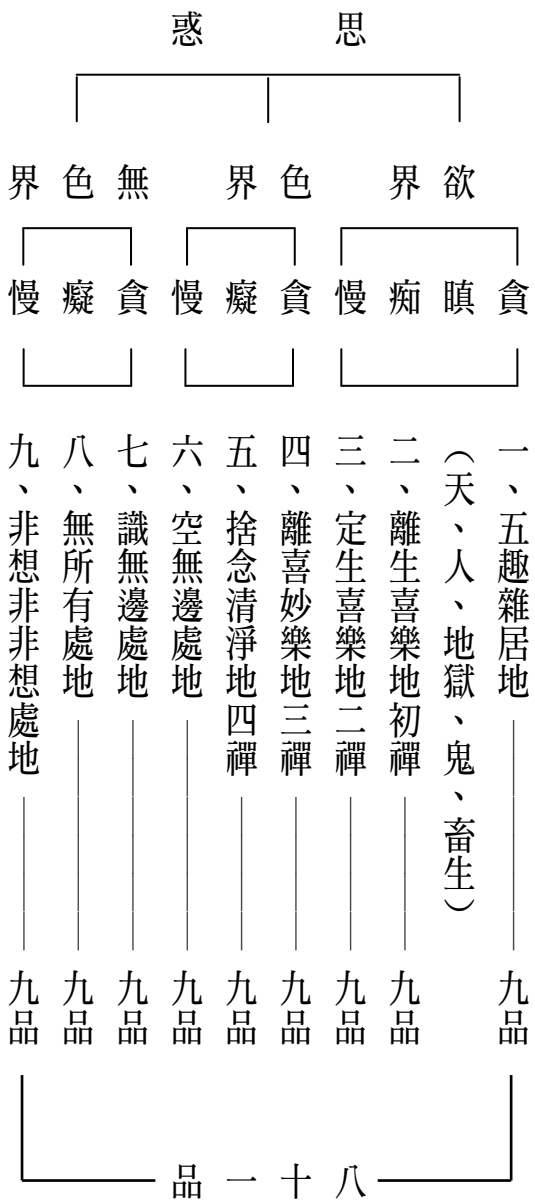 思惑
欲界
色界
無色界
貪
瞋
痴
慢
貪
癡
慢
貪
癡
慢
一、五趣雜居地 九品
（天、人、地獄、鬼、畜生）
二、離生喜樂地初禪 九品
三、定生喜樂地二禪 九品
四、離喜妙樂地三禪 九品
五、捨念清淨地四禪 九品
六、空無邊處地 九品
七、識無邊處地 九品
八、無所有處地 九品
九、非想非非想處地 九品
八十一品